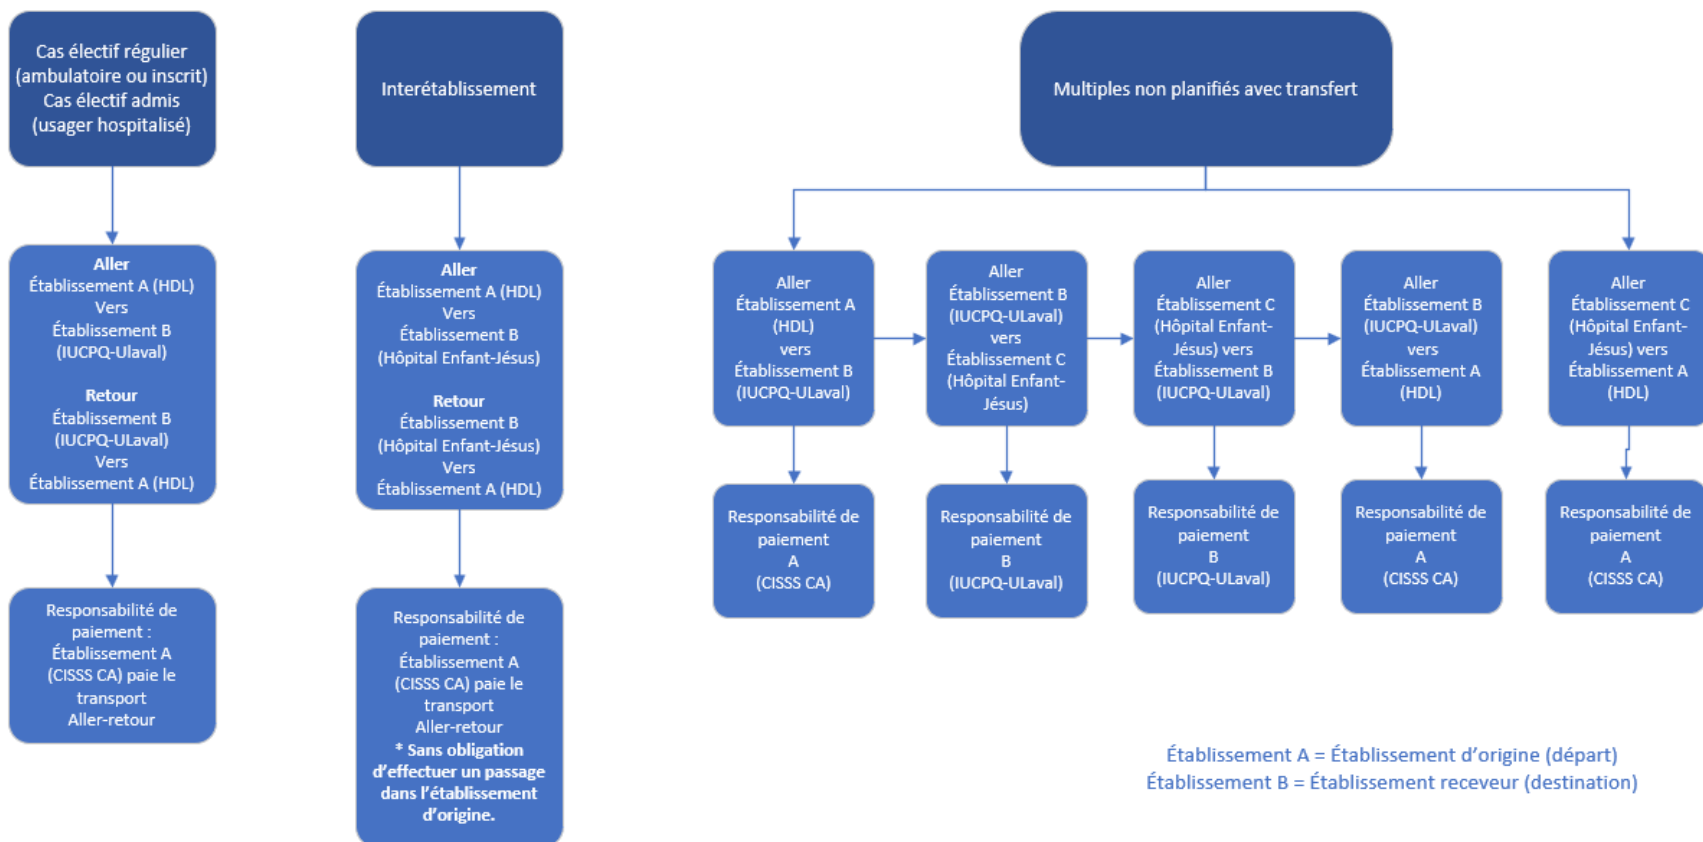 Cas électif régulier
(ambulatoire ou inscrit)
Cas électif admis
(usager hospitalisé)
Aller
Établissement A (HDL)
Vers
Établissement B
(IUCPQ-Ulaval)
Retour
Établissement B
(IUCPQ-ULaval)
Vers
Établissement A (HDL)
Responsabilité de
paiement :
Établissement A
(CISSS CA) paie le
transport
Aller-retour
Interétablissement
Aller
Établissement A (HDL)
Vers
Établissement B
(Hôpital Enfant-Jésus)
Retour
Établissement B
(Hôpital Enfant-Jésus)
Vers
Établissement A (HDL)
Responsabilité de
paiement :
Établissement A
(CISSS CA) paie le
transport
Aller-retour
* Sans obligation
d'effectuer un passage
dans l'établissement
d'origine.
Multiples non planifiés avec transfert
Aller
Établissement A
(HDL)
vers
Établissement B
(IUCPQ-ULaval)
Responsabilité de
paiement
A
(CISSS CA)
Aller
Établissement B
(IUCPQ-ULaval)
vers
Établissement C
(Hôpital Enfant-
Jésus)
Responsabilité de
paiement
B
(IUCPQ-ULaval)
Aller
Établissement C
(Hôpital Enfant-
Jésus) vers
Établissement B
(IUCPQ-ULaval)
Responsabilité de
paiement
B
(IUCPQ-ULaval)
Aller
Établissement B
(IUCPQ-ULaval)
vers
Établissement A
(HDL)
Responsabilité de
paiement
A
(CISSS CA)
Aller
Établissement C
(Hôpital Enfant-
Jésus) vers
Établissement A
(HDL)
Responsabilité de
paiement
A
(CISSS CA)
Établissement A = Établissement d'origine (départ)
Établissement B = Établissement receveur (destination)